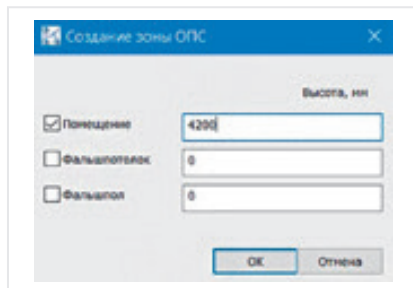 Создание зоны ОПС
Высота, мм
Помещение 4200
Фальшпотолок 0
Фальшпол 0
ОК Отмена